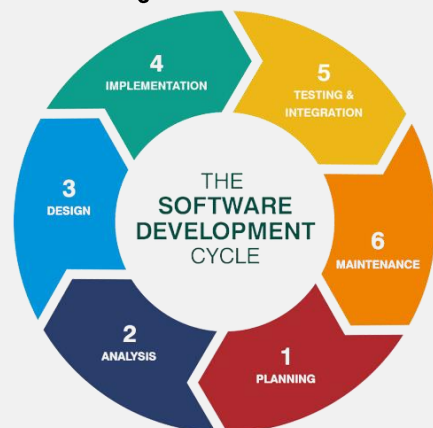 4
IMPLEMENTATION
5
TESTING &
INTEGRATION
3
DESIGN
THE
SOFTWARE
DEVELOPMENT
CYCLE
6
MAINTENANCE
2
ANALYSIS
1
PLANNING